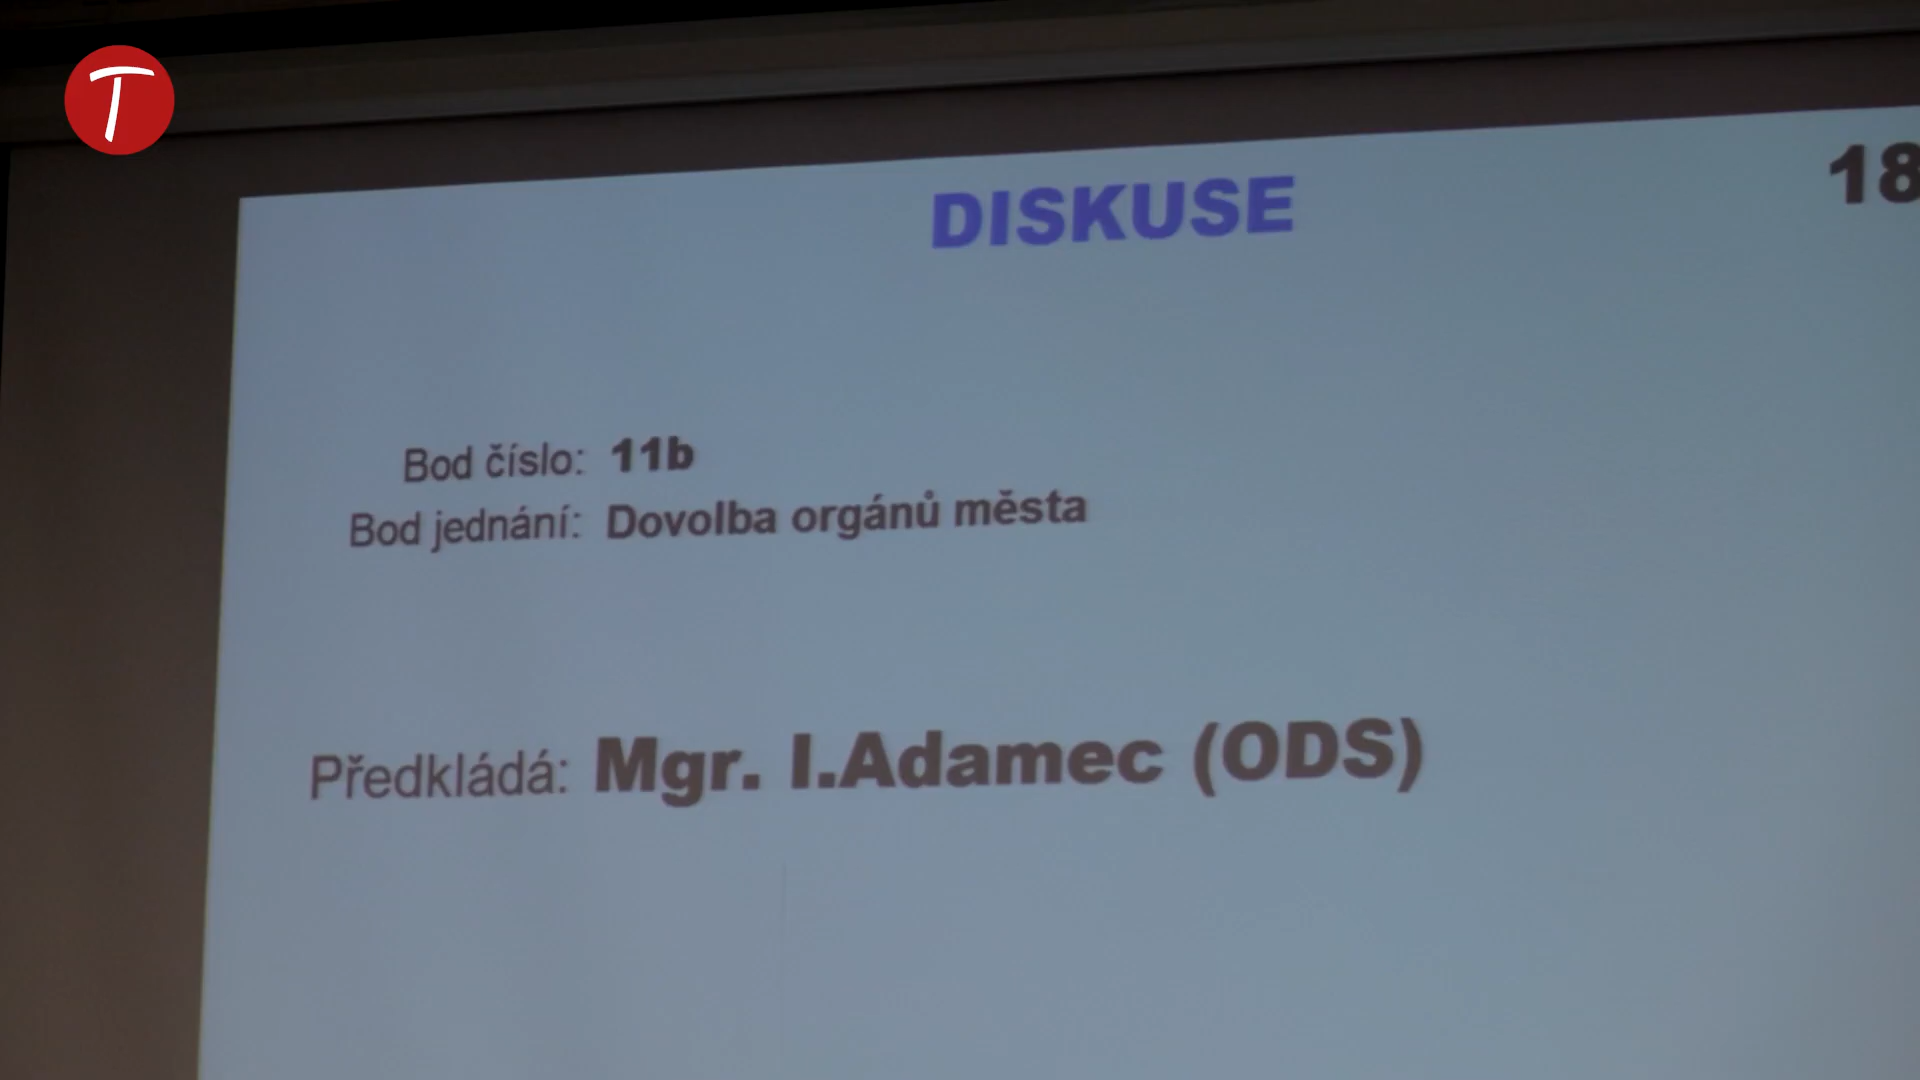 T
DISKUSE
18
Bod číslo: 11b
Bod jednání: Dovolba orgánů města
Předkládá: Mgr. I.Adamec (ODS)